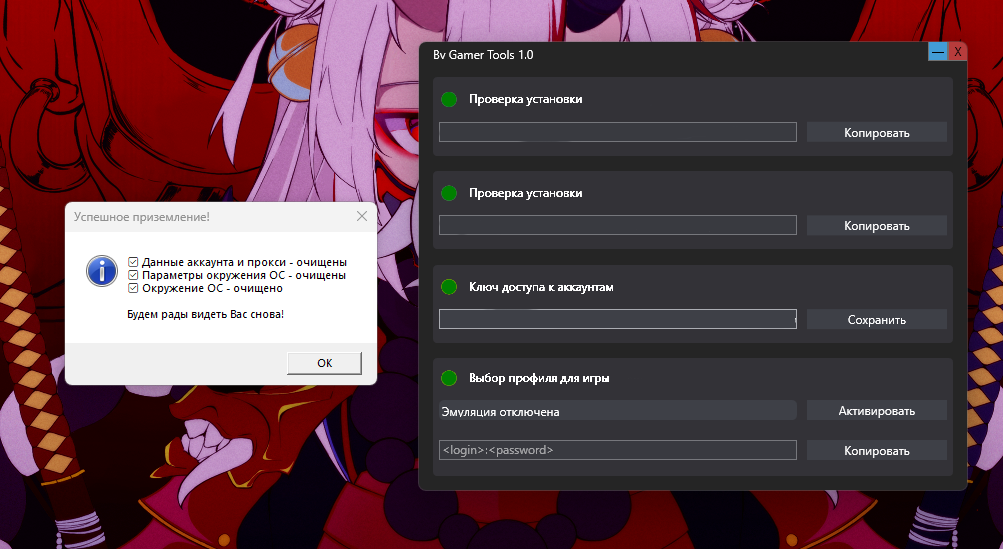 Bv Gamer Tools 1.0
— X
Проверка установки
Копировать
Проверка установки
Копировать
Ключ доступа к аккаунтам
Сохранить
Выбор профиля для игры
Эмуляция отключена
Активировать
<login>:<password>
Копировать
Успешное приземление!
Данные аккаунта и прокси - очищены
Параметры окружения ОС - очищены
Окружение ОС - очищено
Будем рады видеть Вас снова!
ОК